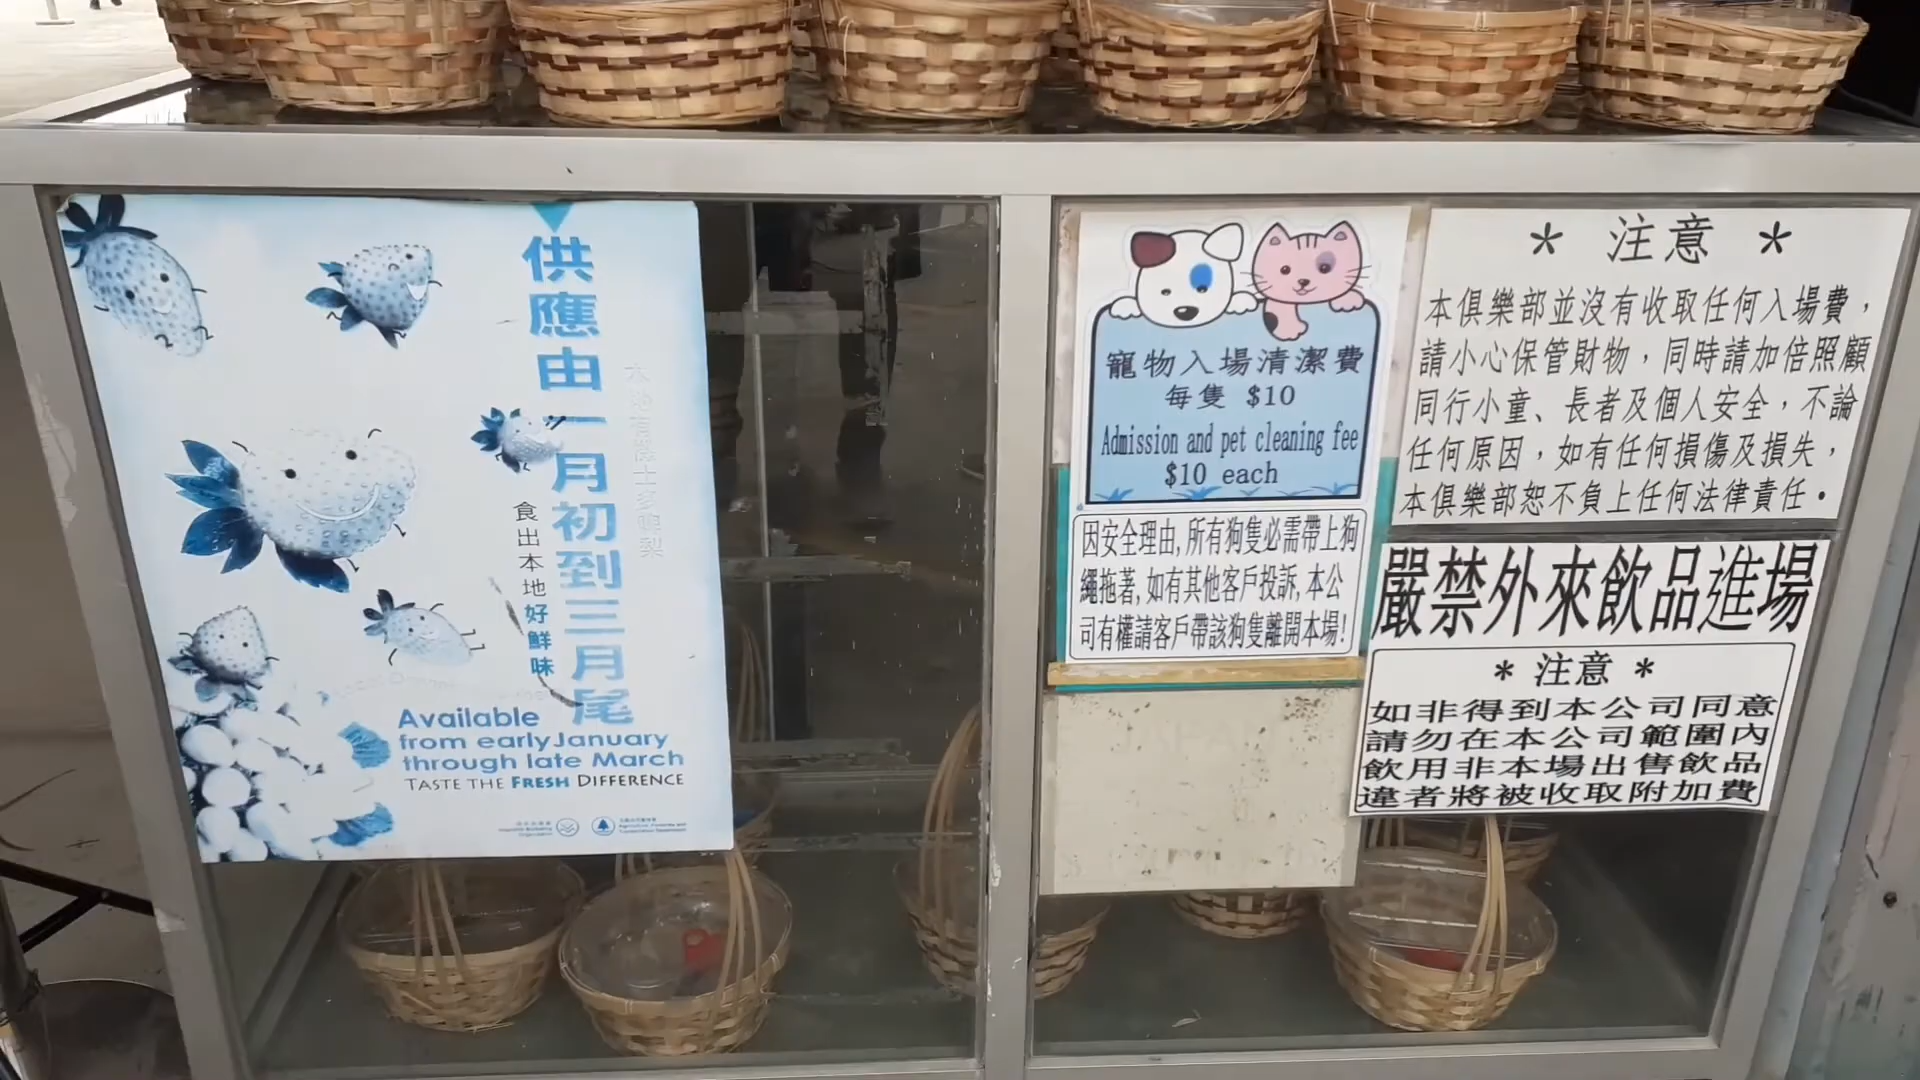 供應由一月初到三月尾
本地有機士多啤梨
食出本地好鮮味
Available
from early January
through late March
TASTE THE FRESH DIFFERENCE
寵物入場清潔費
每隻 $10
Admission and pet cleaning fee
$10 each
因安全理由,所有狗隻必需帶上狗
繩拖著,如有其他客戶投訴,本公
司有權請客戶帶該狗隻離開本場!
* 注意 *
本俱樂部並沒有收取任何入場費,
請小心保管財物,同時請加倍照顧
同行小童、長者及個人安全,不論
任何原因,如有任何損傷及損失,
本俱樂部恕不負上任何法律責任。
嚴禁外來飲品進場
* 注意 *
如非得到本公司同意
請勿在本公司範圍內
飲用非本場出售飲品
違者將被收取附加費